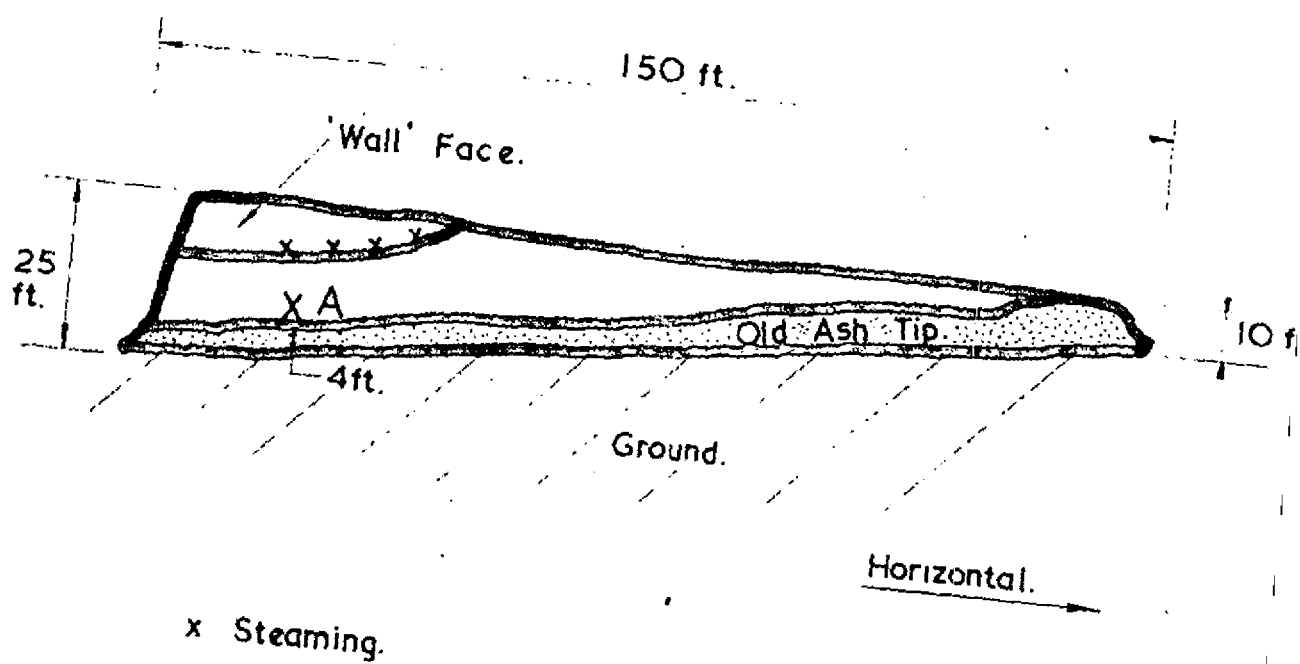 150 ft.
'Wall' Face.
25
ft.
x x x x
X A
Old Ash Tip.
10 f
4ft.
Ground.
Horizontal.
x Steaming.